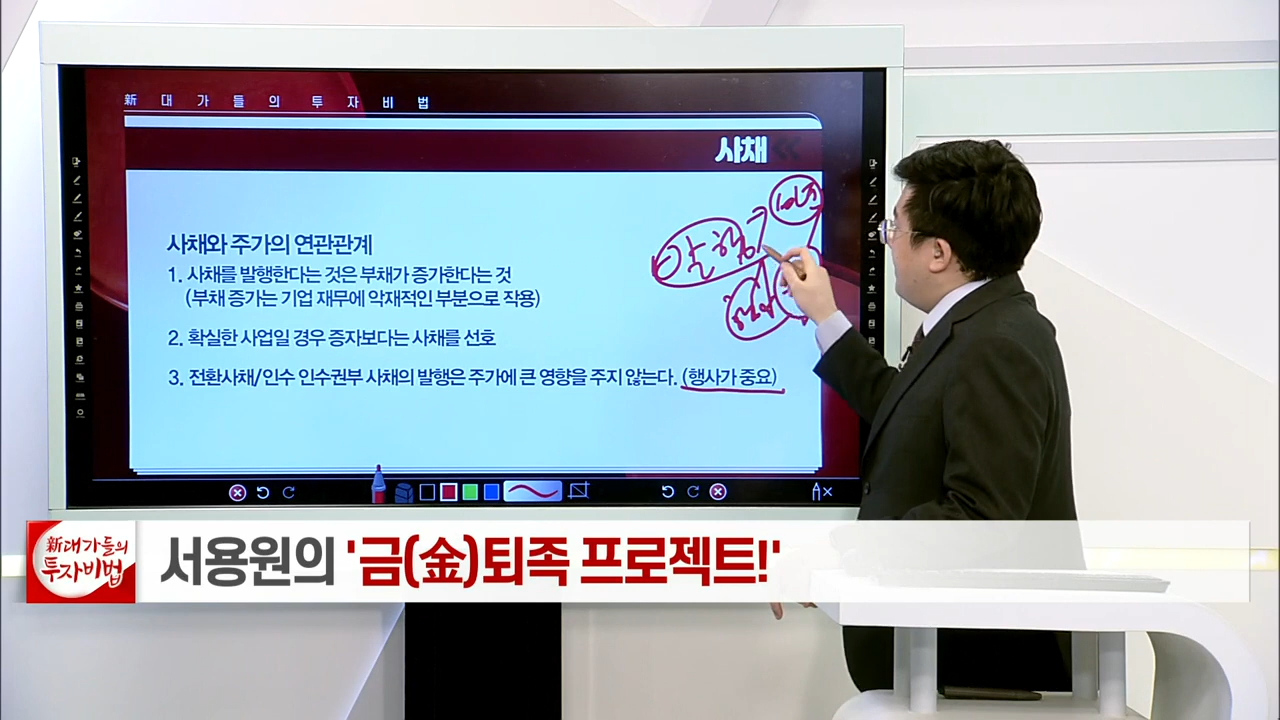 新 대 가 들 의 투 자 비 법
사채
사채와 주가의 연관관계
1. 사채를 발행한다는 것은 부채가 증가한다는 것
(부채 증가는 기업 재무에 악재적인 부분으로 작용)
2. 확실한 사업일 경우 증자보다는 사채를 선호
3. 전환사채/인수 인수권부 사채의 발행은 주가에 큰 영향을 주지 않는다. (행사가 중요)
발행
新대가들의
투자비법
서용원의 '금(金)퇴족 프로젝트!'